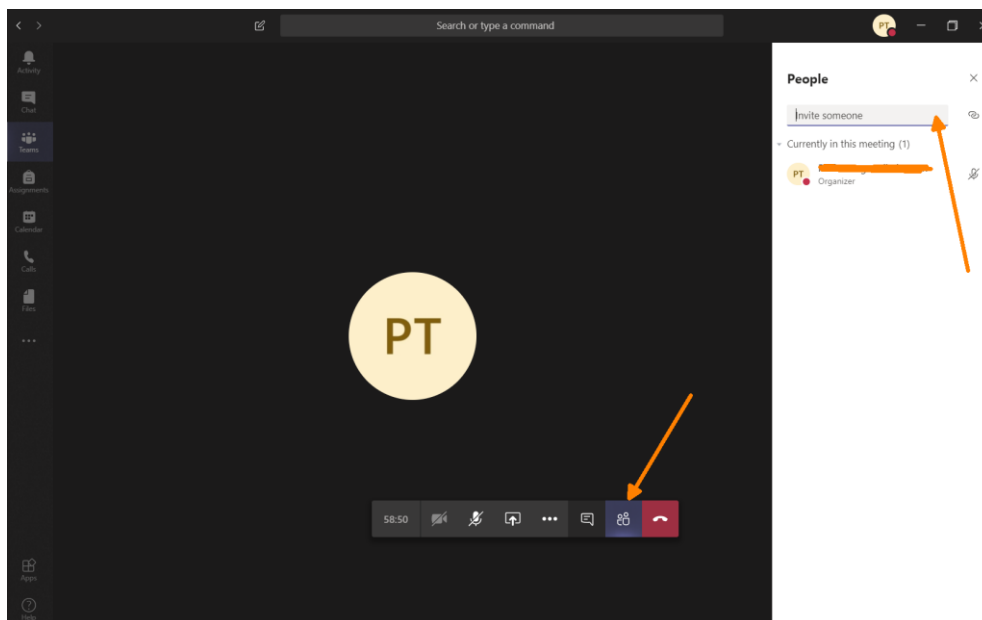 Search or type a command
PT
Activity
Chat
Teams
Assignments
Calendar
Calls
Files
Apps
Help
PT
58:50
People
Invite someone
Currently in this meeting (1)
PT
Organizer